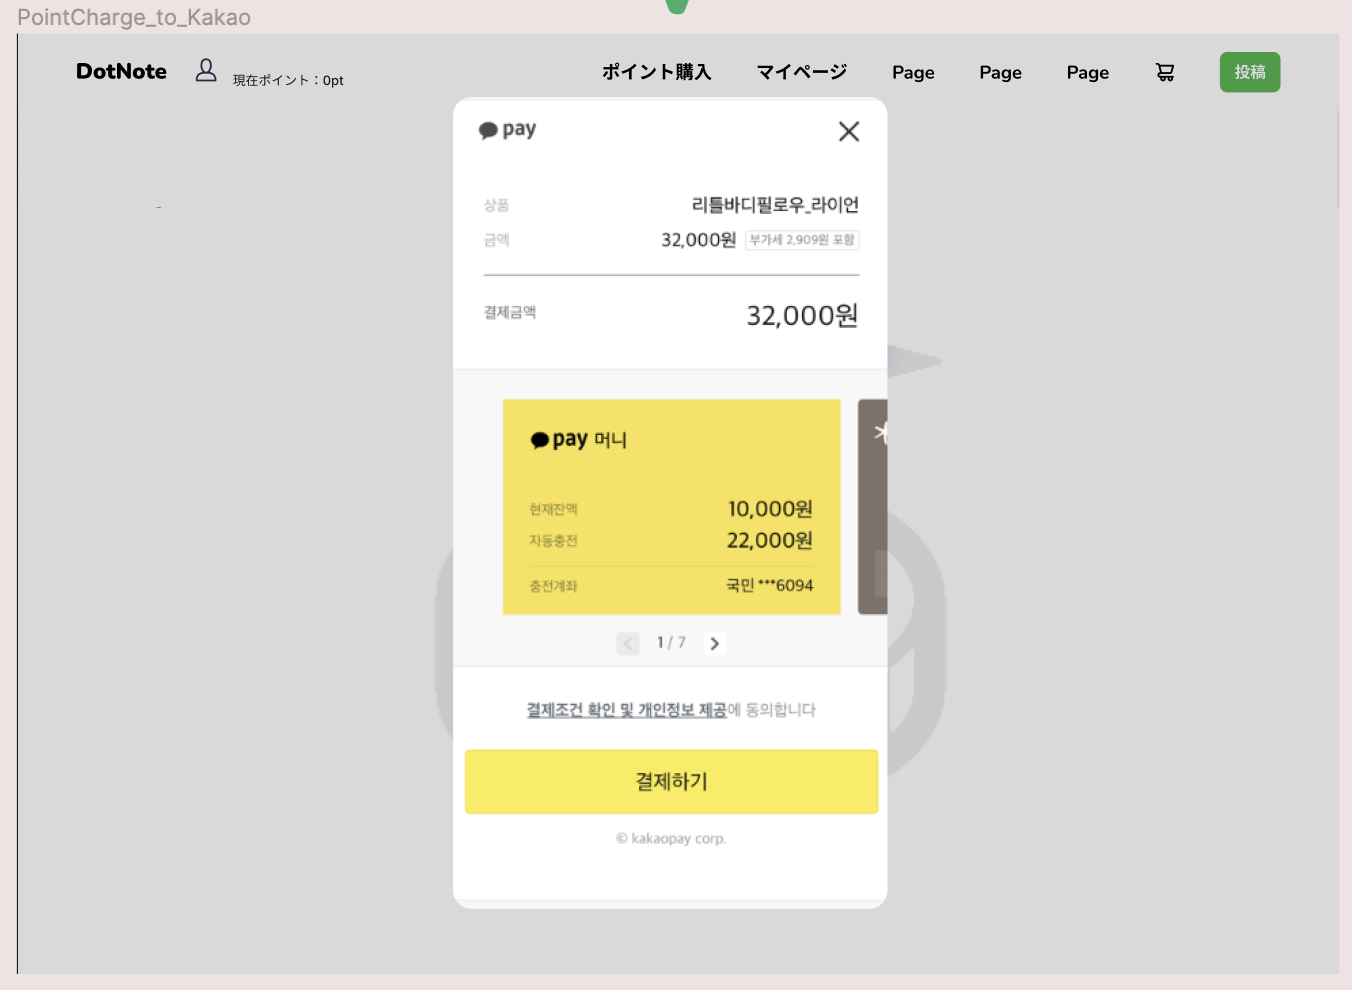 PointCharge_to_Kakao
DotNote 現在ポイント：0pt ポイント購入 マイページ Page Page Page 投稿
pay
상품 리틀바디필로우_라이언
금액 32,000원 부가세 2,909원 포함
결제금액 32,000원
pay 머니
현재잔액 10,000원
자동충전 22,000원
충전계좌 국민 ***6094
1 / 7
결제조건 확인 및 개인정보 제공에 동의합니다
결제하기
© kakaopay corp.